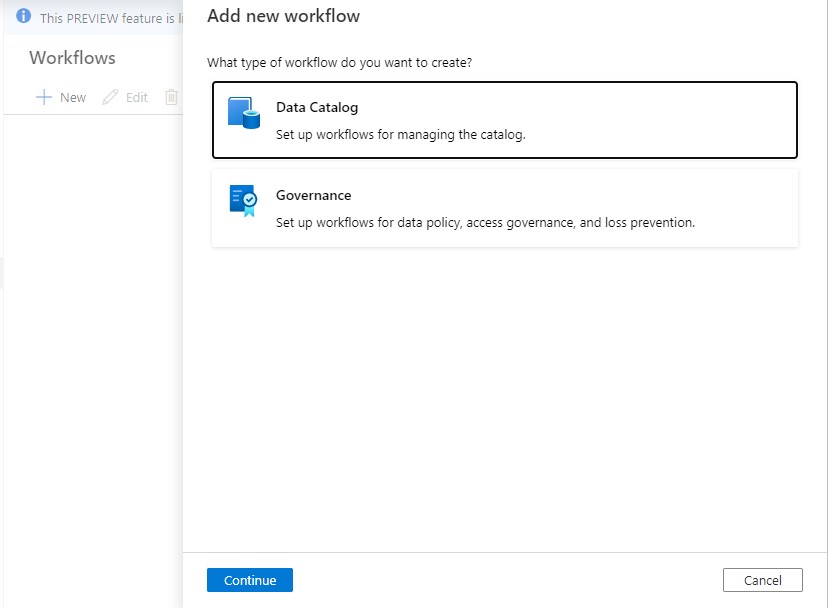 This PREVIEW feature is li
Workflows
New Edit
Add new workflow
What type of workflow do you want to create?
Data Catalog
Set up workflows for managing the catalog.
Governance
Set up workflows for data policy, access governance, and loss prevention.
Continue Cancel